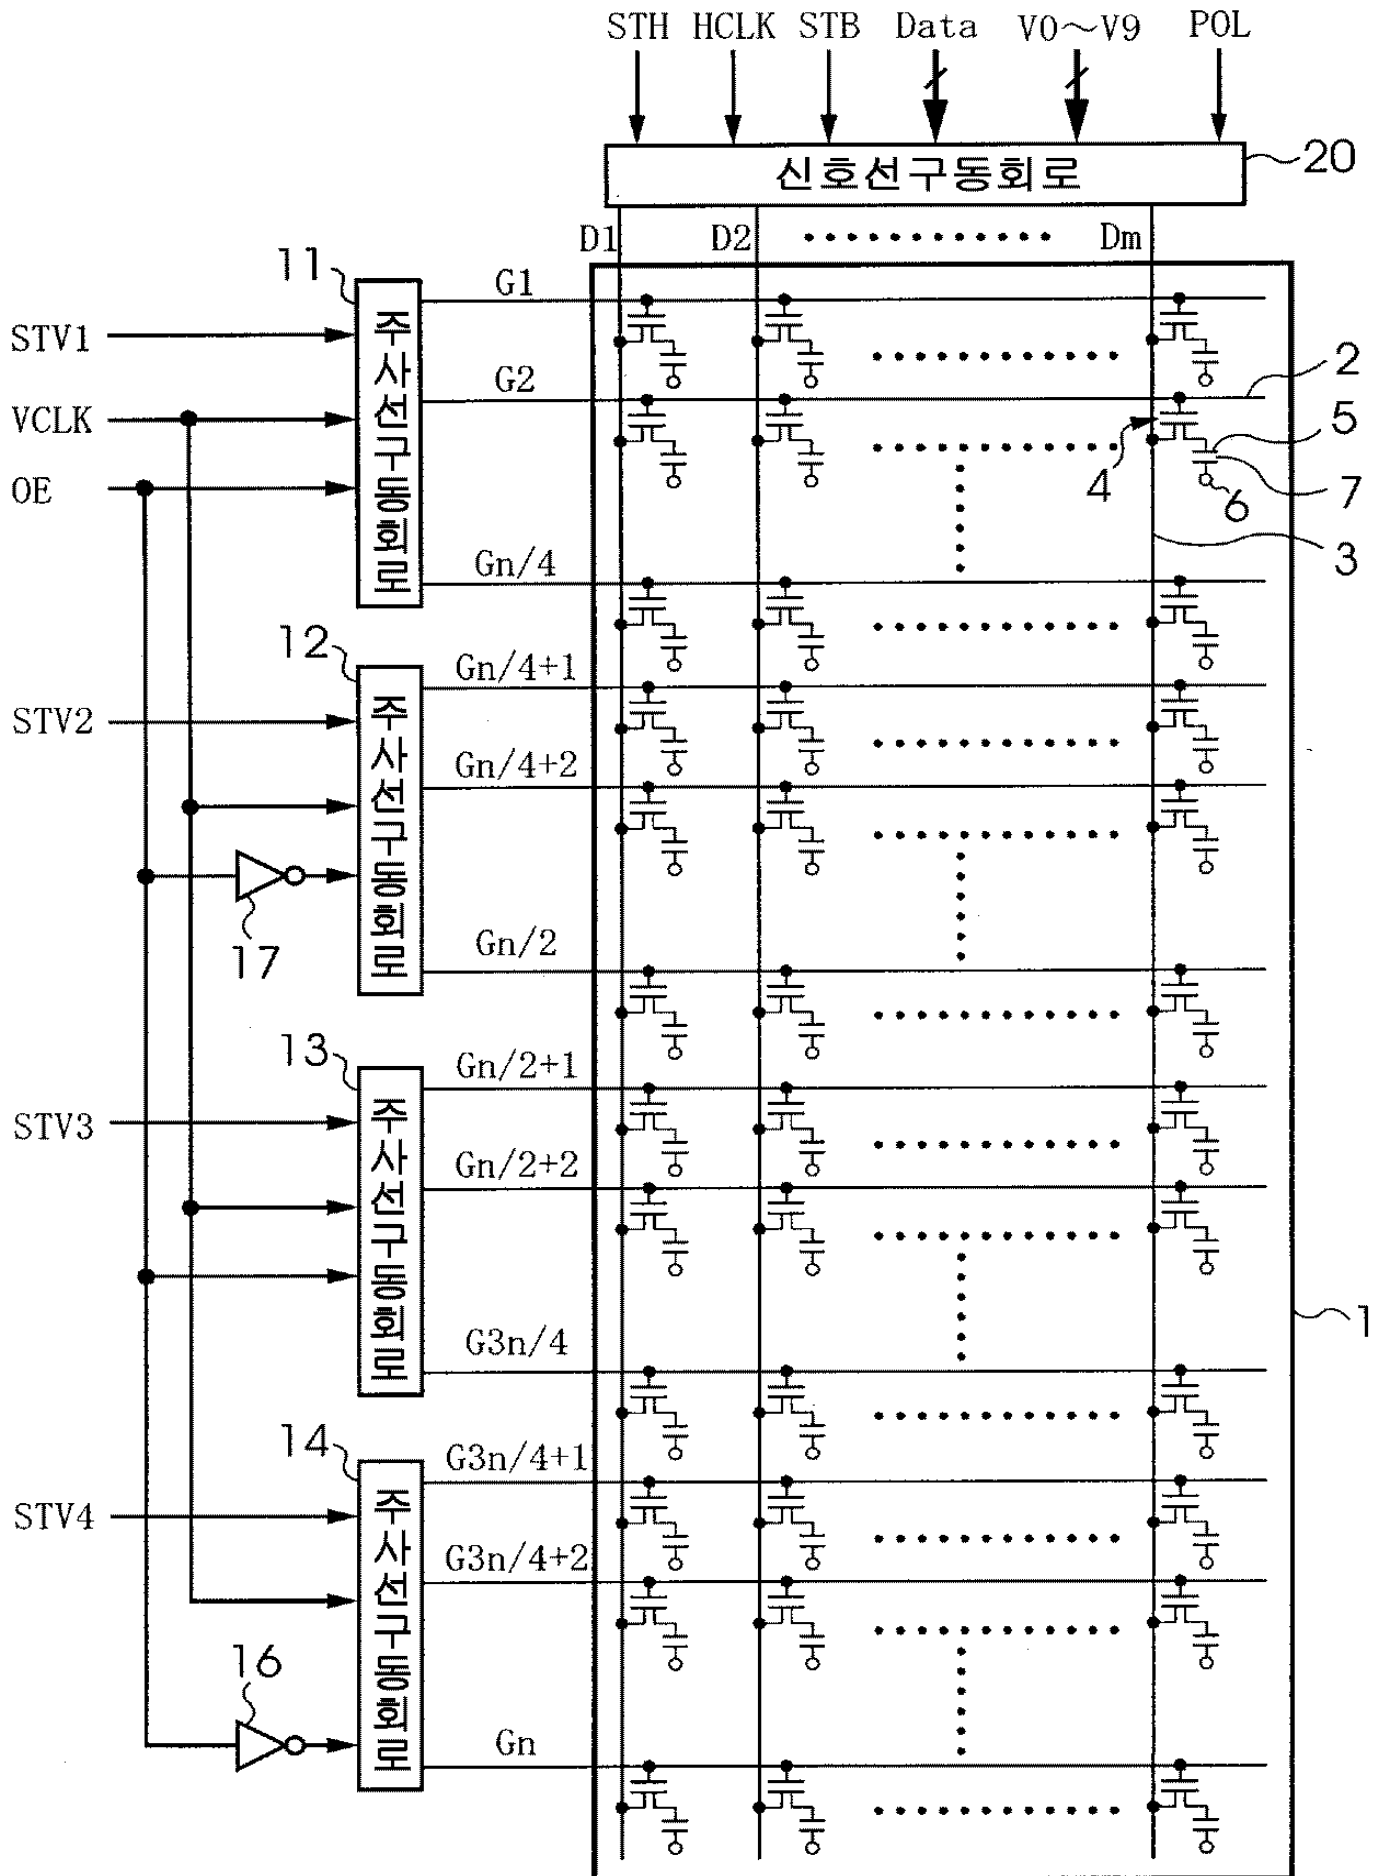 STH HCLK STB Data V0～V9 POL
신호선구동회로
20
D1 D2 Dm
11
G1
STV1
주사선구동회로
G2
2
VCLK
5
4
7
OE
6
3
Gn/4
12
Gn/4+1
STV2
주사선구동회로
Gn/4+2
17
Gn/2
13
Gn/2+1
STV3
주사선구동회로
Gn/2+2
1
G3n/4
14
G3n/4+1
STV4
주사선구동회로
G3n/4+2
16
Gn